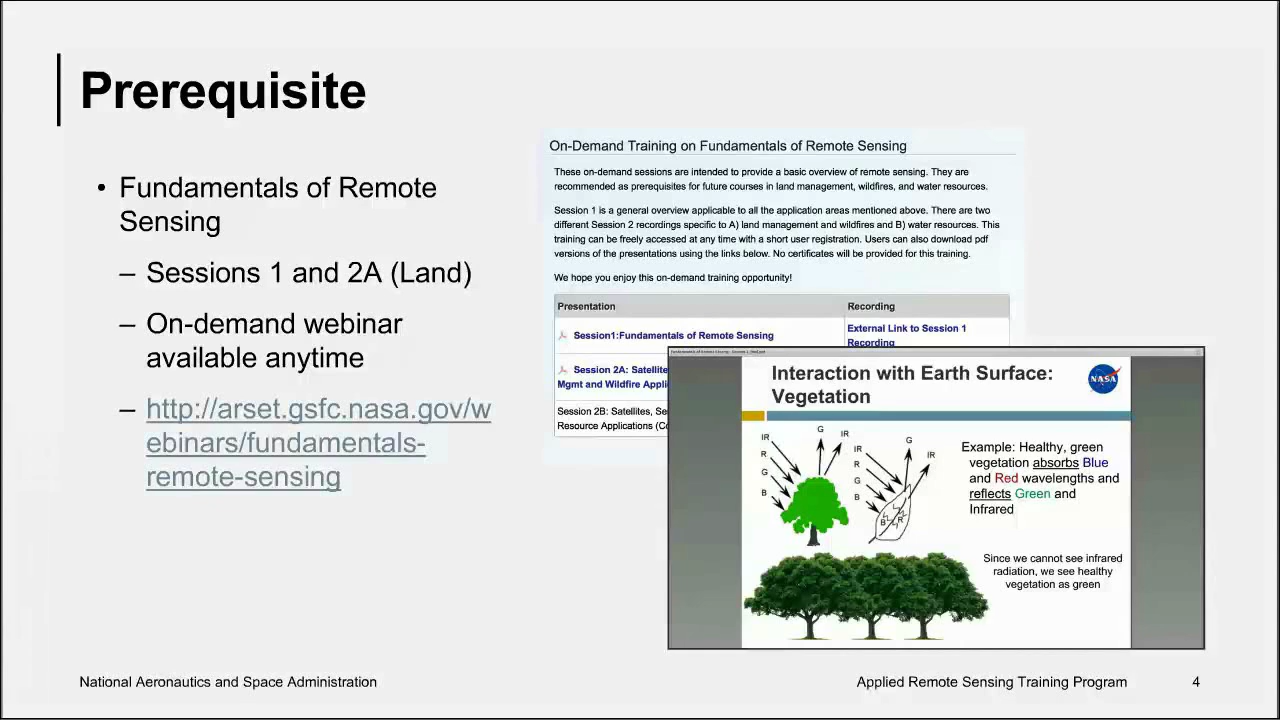 Prerequisite
• Fundamentals of Remote
Sensing
– Sessions 1 and 2A (Land)
– On-demand webinar
available anytime
– http://arset.gsfc.nasa.gov/w
ebinars/fundamentals-
remote-sensing
On-Demand Training on Fundamentals of Remote Sensing
These on-demand sessions are intended to provide a basic overview of remote sensing. They are
recommended as prerequisites for future courses in land management, wildfires, and water resources.
Session 1 is a general overview applicable to all the application areas mentioned above. There are two
different Session 2 recordings specific to A) land management and wildfires and B) water resources. This
training can be freely accessed at any time with a short user registration. Users can also download pdf
versions of the presentations using the links below. No certificates will be provided for this training.
We hope you enjoy this on-demand training opportunity!
Presentation Recording
Session1:Fundamentals of Remote Sensing
External Link to Session 1
Recording
Session 2A: Satellite
Mgmt and Wildfire Appli
Session 2B: Satellites, Se
Resource Applications (Co
Interaction with Earth Surface:
Vegetation
NASA
IR G IR
R
G
B
IR G IR
R
G
B
B R
Example: Healthy, green
vegetation absorbs Blue
and Red wavelengths and
reflects Green and
Infrared
Since we cannot see infrared
radiation, we see healthy
vegetation as green
National Aeronautics and Space Administration
Applied Remote Sensing Training Program 4